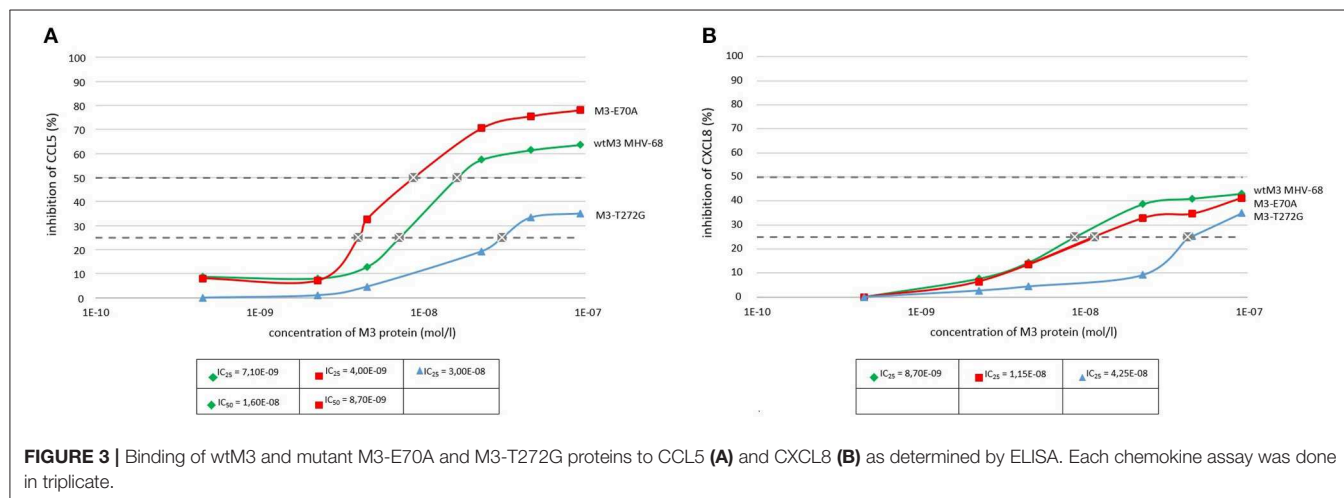 A
100
90
80
70
60
50
40
30
20
10
0
inhibition of CCL5 (%)
M3-E70A
wtM3 MHV-68
M3-T272G
1E-10 1E-09 1E-08 1E-07
concentration of M3 protein (mol/l)
IC25 = 7,10E-09 IC25 = 4,00E-09 IC25 = 3,00E-08
IC50 = 1,60E-08 IC50 = 8,70E-09
B
100
90
80
70
60
50
40
30
20
10
0
inhibition of CXCL8 (%)
wtM3 MHV-68
M3-E70A
M3-T272G
1E-10 1E-09 1E-08 1E-07
concentration of M3 protein (mol/l)
IC25 = 8,70E-09 IC25 = 1,15E-08 IC25 = 4,25E-08
FIGURE 3 | Binding of wtM3 and mutant M3-E70A and M3-T272G proteins to CCL5 (A) and CXCL8 (B) as determined by ELISA. Each chemokine assay was done
in triplicate.